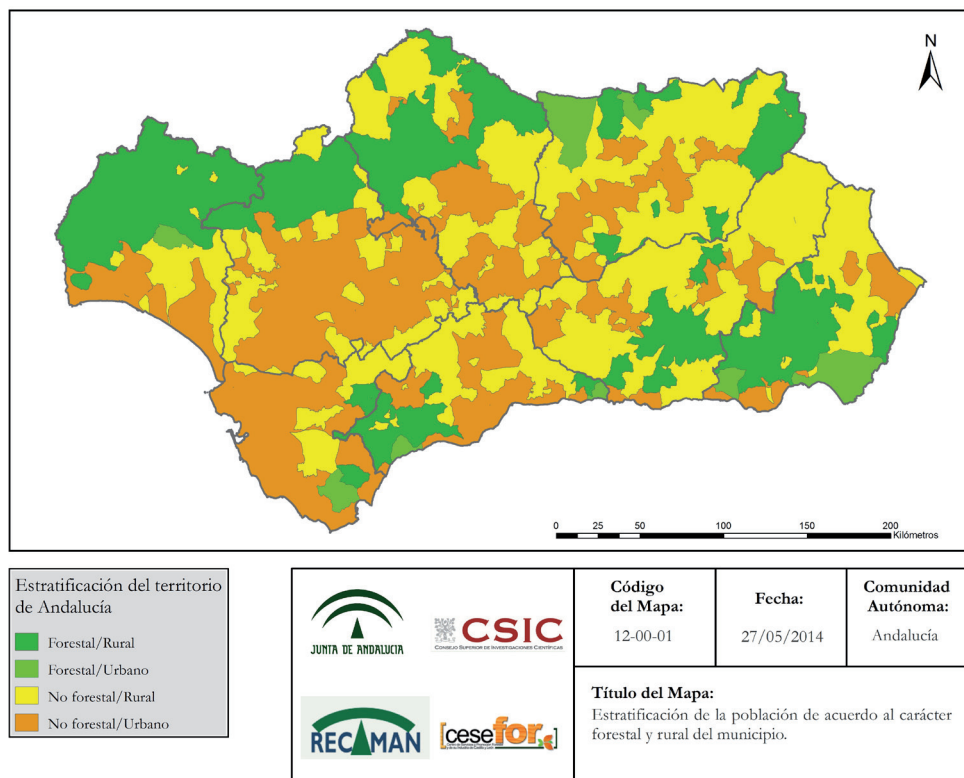 N
0 25 50 100 150 200
Kilómetros
Estratificación del territorio
de Andalucía
Forestal/Rural
Forestal/Urbano
No forestal/Rural
No forestal/Urbano
JUNTA DE ANDALUCIA
CSIC
CONSEJO SUPERIOR DE INVESTIGACIONES CIENTÍFICAS
RECAMAN
[cesefor]
Código
del Mapa:
12-00-01
Fecha:
27/05/2014
Comunidad
Autónoma:
Andalucía
Título del Mapa:
Estratificación de la población de acuerdo al carácter
forestal y rural del municipio.